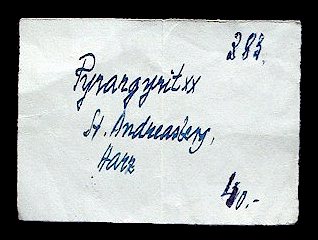 283.
Pyrargyrit xx
St. Andreasberg,
Harz
40.-